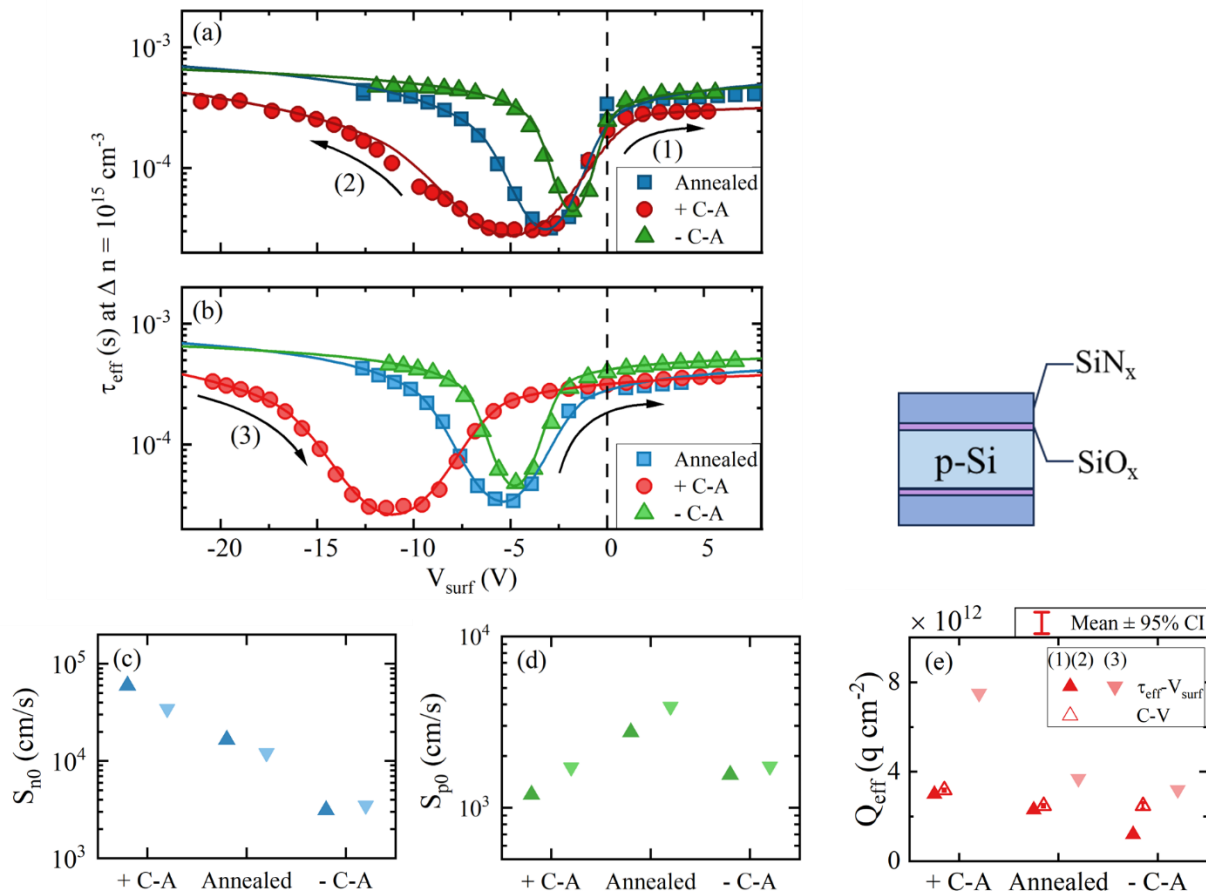 (a)
10⁻³
10⁻⁴
(1)
(2)
Annealed
+ C-A
- C-A
τeff (s) at Δ n = 10¹⁵ cm⁻³
(b)
10⁻³
10⁻⁴
(3)
Annealed
+ C-A
- C-A
-20 -15 -10 -5 0 5
Vsurf (V)
SiNx
p-Si
SiOx
(c)
10⁵
10⁴
10³
Sn0 (cm/s)
+ C-A Annealed - C-A
(d)
10⁴
10³
Sp0 (cm/s)
+ C-A Annealed - C-A
× 10¹²
Mean ± 95% CI
(e)
(1)(2) (3)
τeff-Vsurf
C-V
8
4
0
Qeff (q cm⁻²)
+ C-A Annealed - C-A